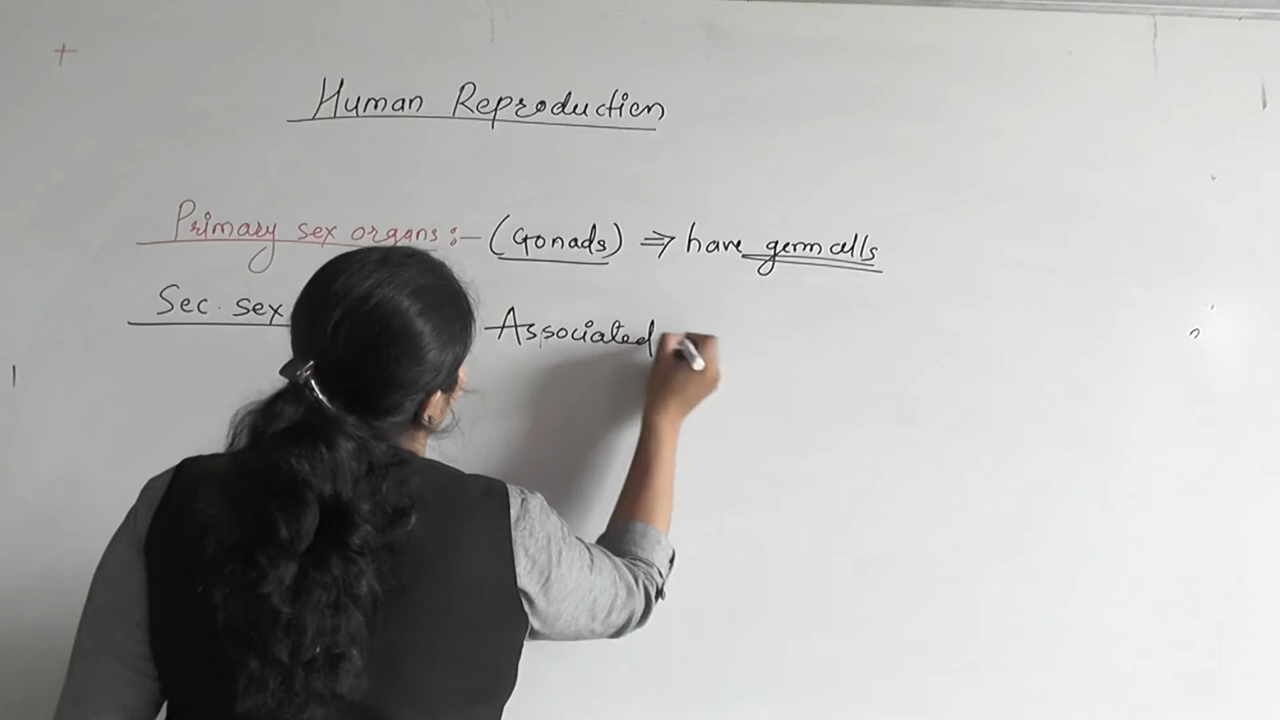 Human Reproduction
Primary sex organs :- (Gonads) ⇒ have germ cells
Sec. sex Associated